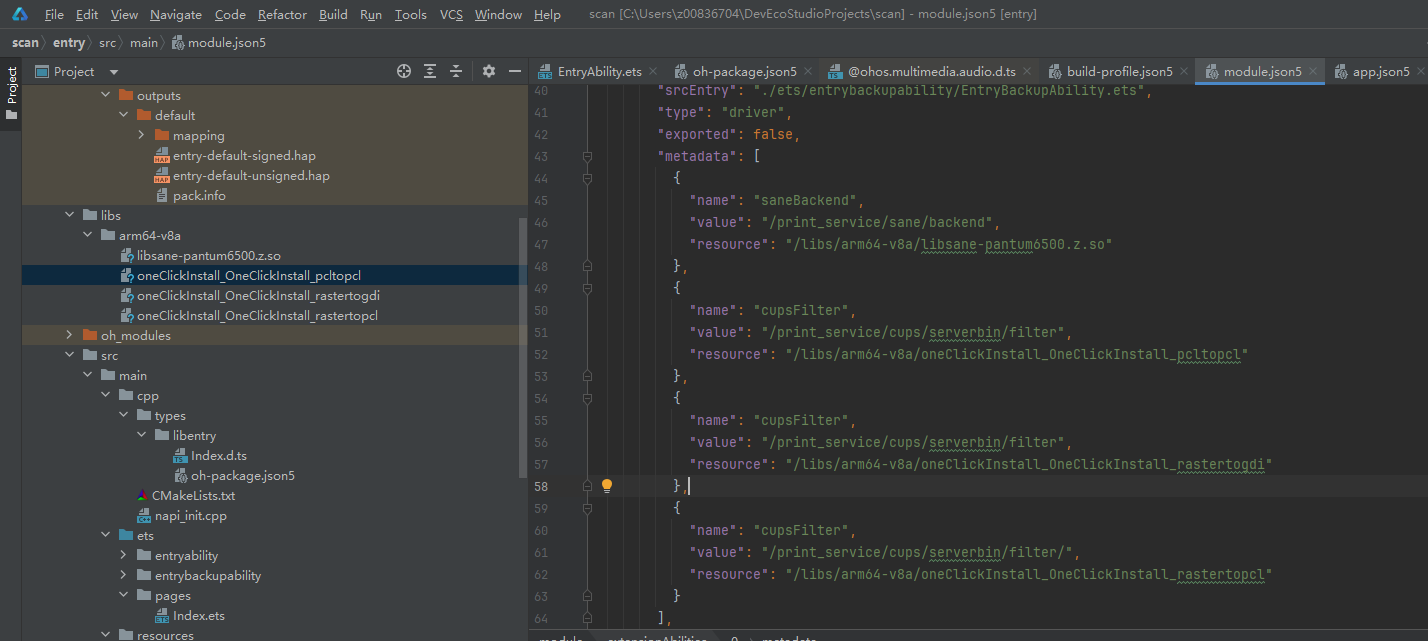 File Edit View Navigate Code Refactor Build Run Tools VCS Window Help scan [C:\Users\z00836704\DevEcoStudioProjects\scan] - module.json5 [entry]
scan entry src main module.json5
Project
Project
EntryAbility.ets oh-package.json5 @ohos.multimedia.audio.d.ts build-profile.json5 module.json5 app.json5
outputs
default
mapping
entry-default-signed.hap
entry-default-unsigned.hap
pack.info
libs
arm64-v8a
libsane-pantum6500.z.so
oneClickInstall_OneClickInstall_pcltopcl
oneClickInstall_OneClickInstall_rastertogdi
oneClickInstall_OneClickInstall_rastertopcl
oh_modules
src
main
cpp
types
libentry
Index.d.ts
oh-package.json5
CMakeLists.txt
napi_init.cpp
ets
entryability
entrybackupability
pages
Index.ets
resources
40 "srcEntry": "./ets/entrybackupability/EntryBackupAbility.ets",
41 "type": "driver",
42 "exported": false,
43 "metadata": [
44 {
45 "name": "saneBackend",
46 "value": "/print_service/sane/backend",
47 "resource": "/libs/arm64-v8a/libsane-pantum6500.z.so"
48 },
49 {
50 "name": "cupsFilter",
51 "value": "/print_service/cups/serverbin/filter",
52 "resource": "/libs/arm64-v8a/oneClickInstall_OneClickInstall_pcltopcl"
53 },
54 {
55 "name": "cupsFilter",
56 "value": "/print_service/cups/serverbin/filter",
57 "resource": "/libs/arm64-v8a/oneClickInstall_OneClickInstall_rastertogdi"
58 },
59 {
60 "name": "cupsFilter",
61 "value": "/print_service/cups/serverbin/filter/",
62 "resource": "/libs/arm64-v8a/oneClickInstall_OneClickInstall_rastertopcl"
63 }
64 ],
module extensionAbilities 0 metadata